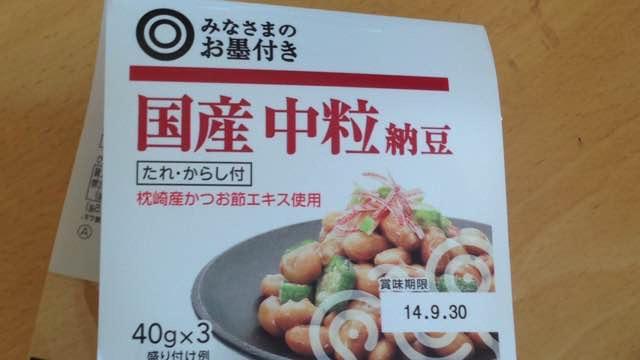 みなさまの
お墨付き
国産 中粒 納豆
たれ・からし付
枕崎産かつお節エキス使用
賞味期限
14.9.30
40g×3
盛り付け例